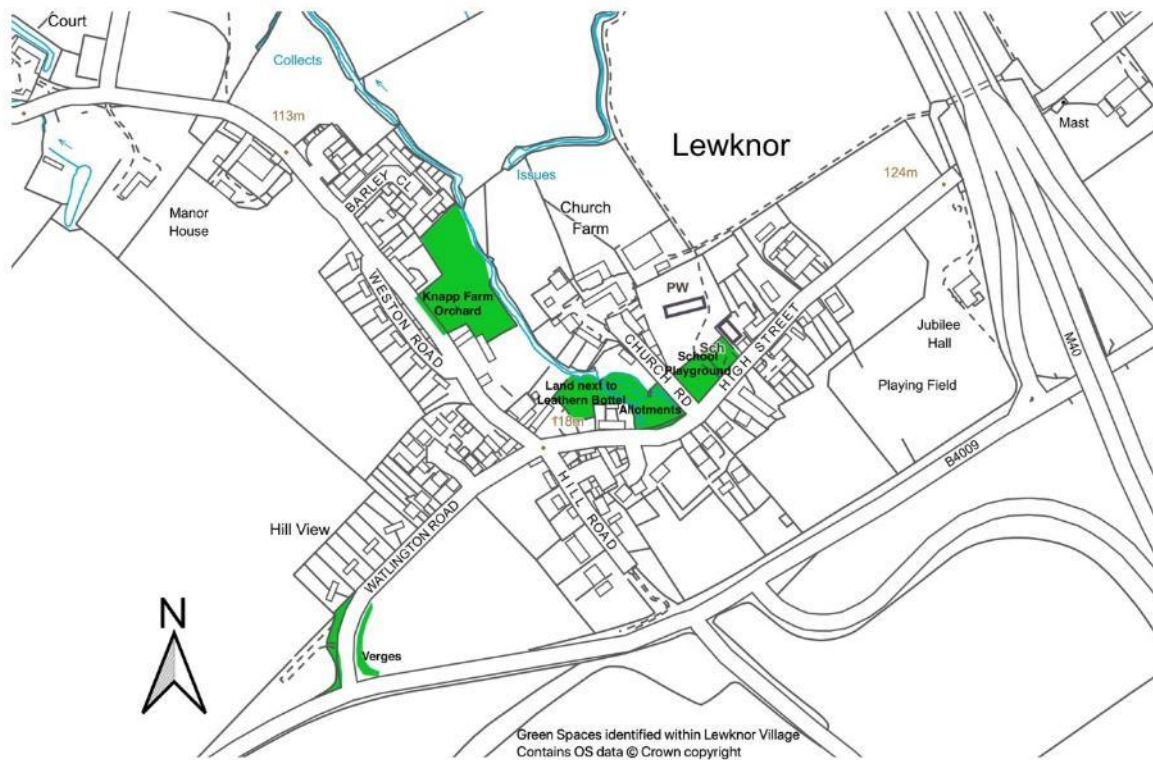 Court
Collects
113m
Lewknor
Mast
124m
BARLEY CL
Issues
Manor
House
Church
Farm
PW
Knapp Farm
Orchard
WESTON ROAD
CHURCH RD
Sch
School
Playground
HIGH STREET
Jubilee
Hall
M40
Land next to
Leathern Bottel
Allotments
Playing Field
118m
B4009
HILL ROAD
Hill View
WATLINGTON ROAD
N
Verges
Green Spaces identified within Lewknor Village
Contains OS data © Crown copyright